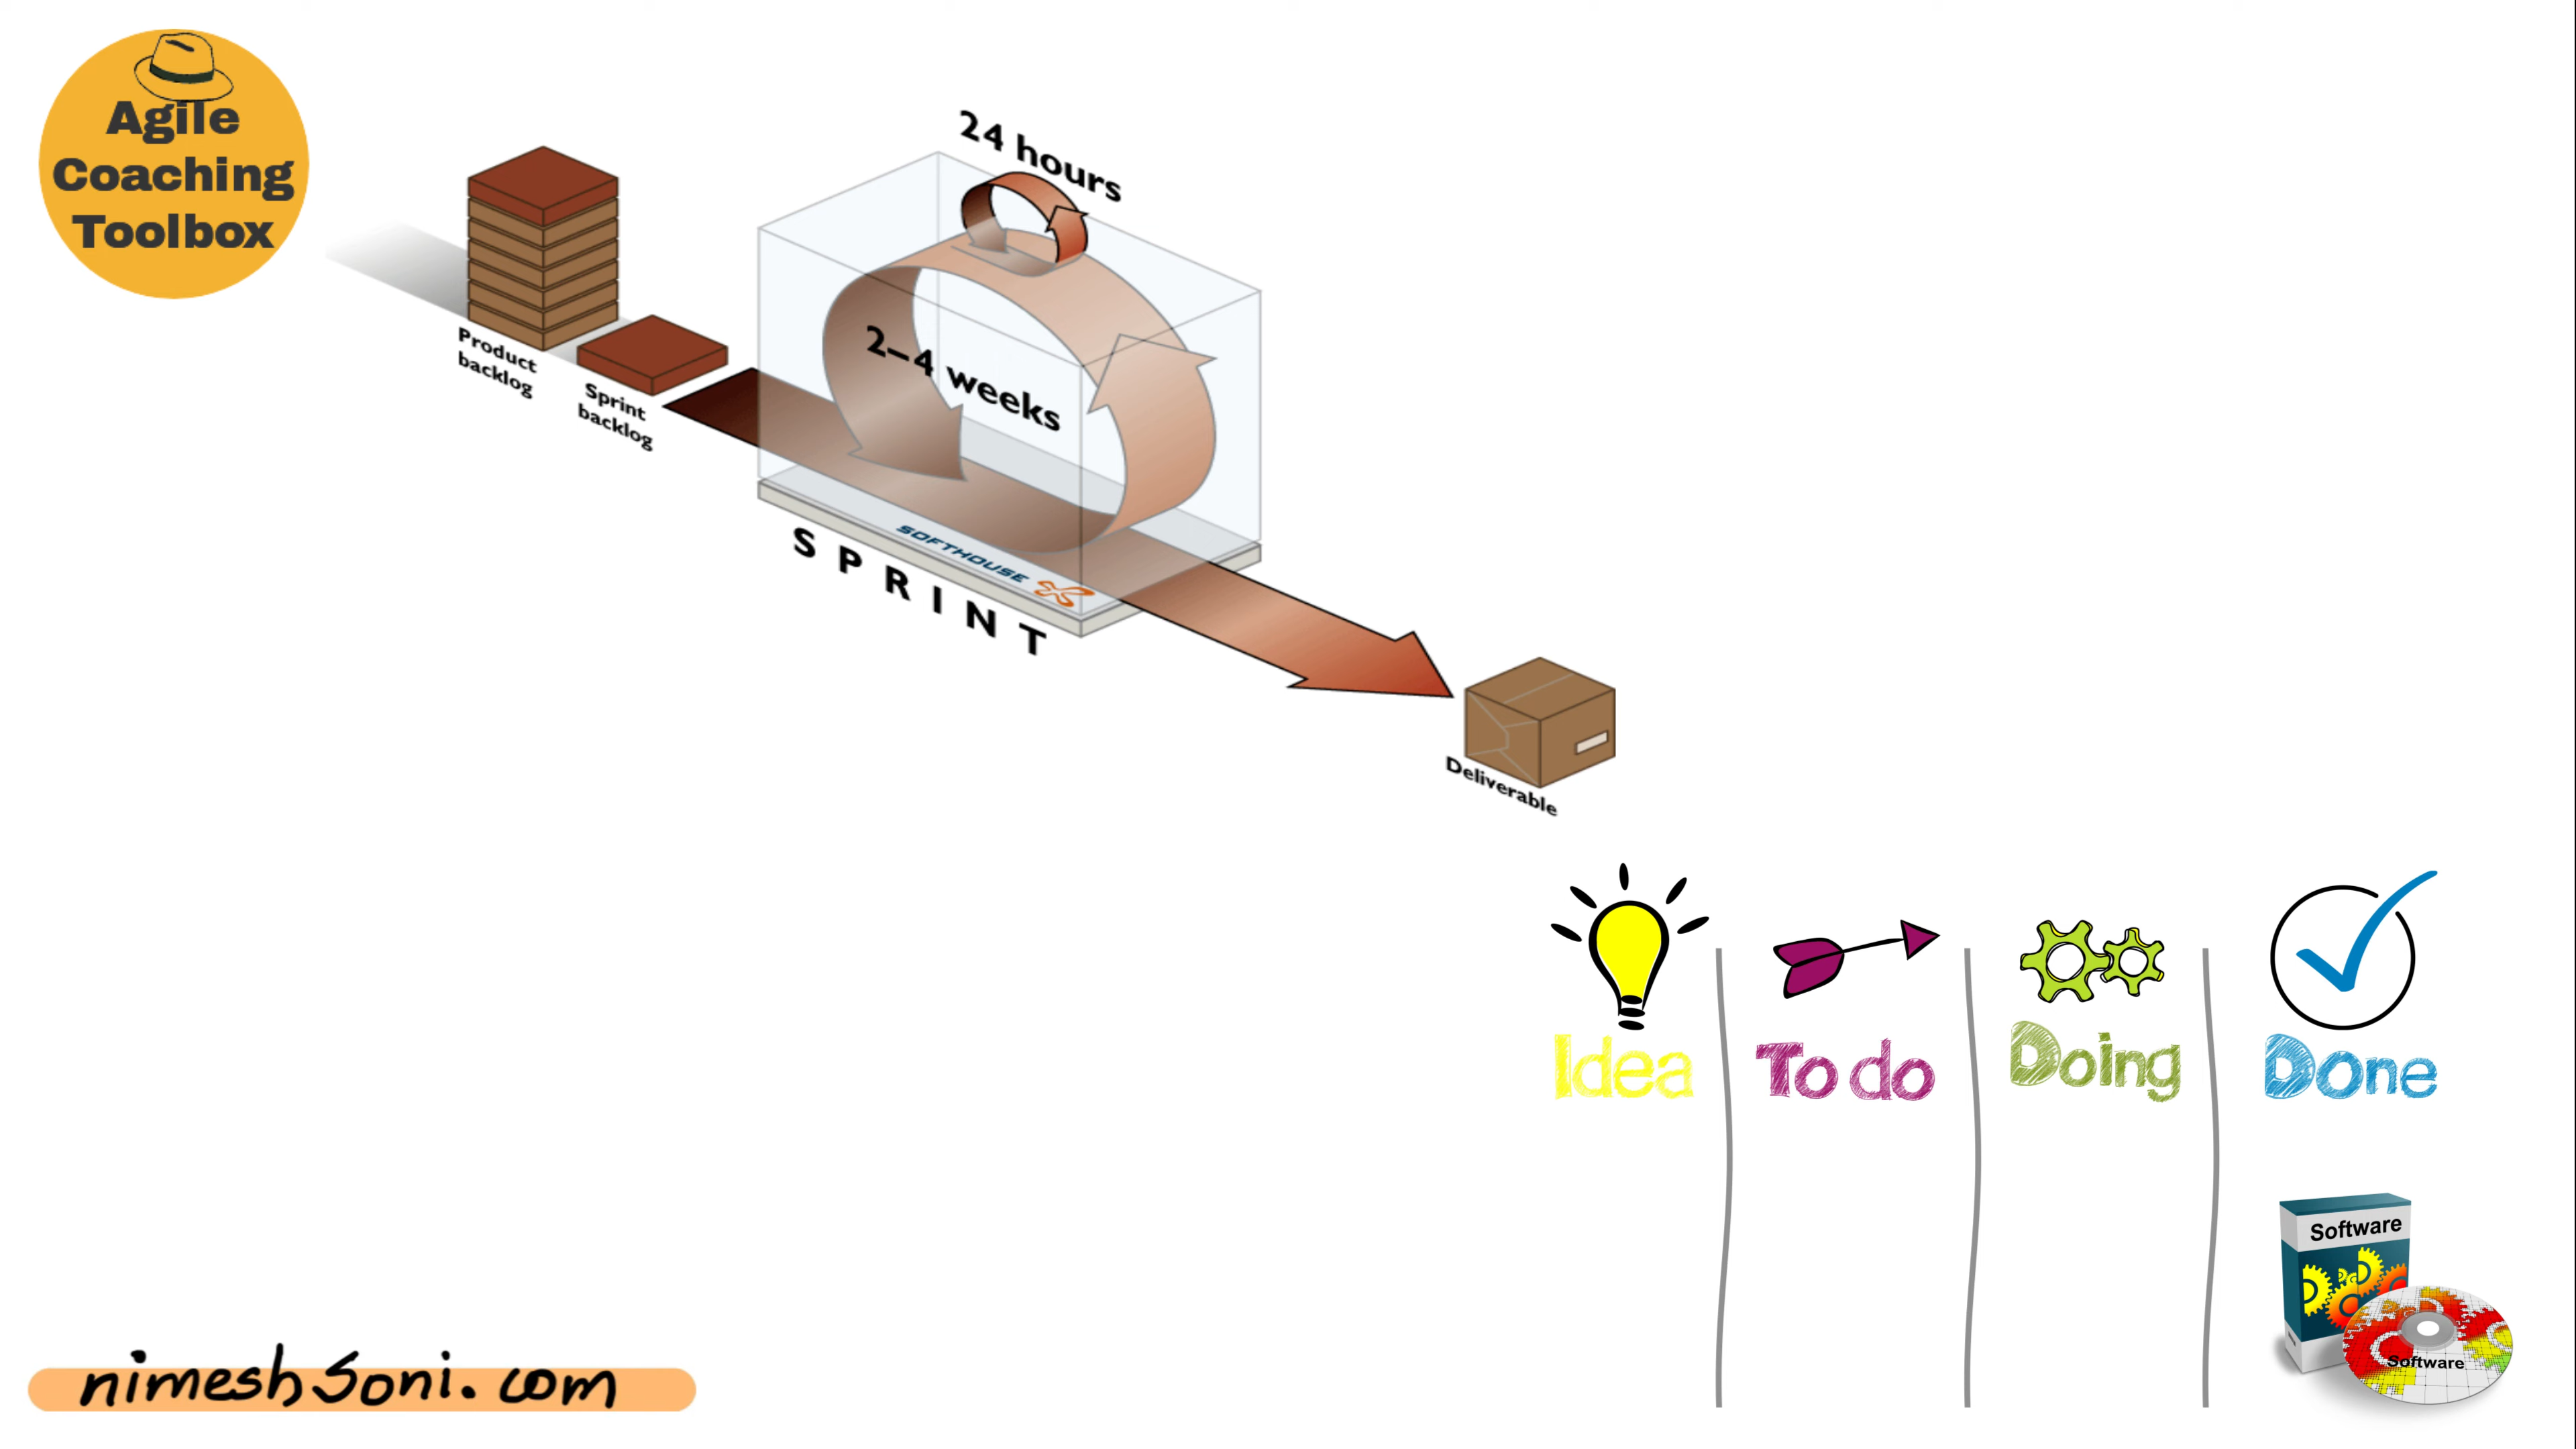 Agile
Coaching
Toolbox
24 hours
2–4 weeks
Product
backlog
Sprint
backlog
SOFTHOUSE
SPRINT
Deliverable
Idea
To do
Doing
Done
Software
Software
nimeshSoni.com